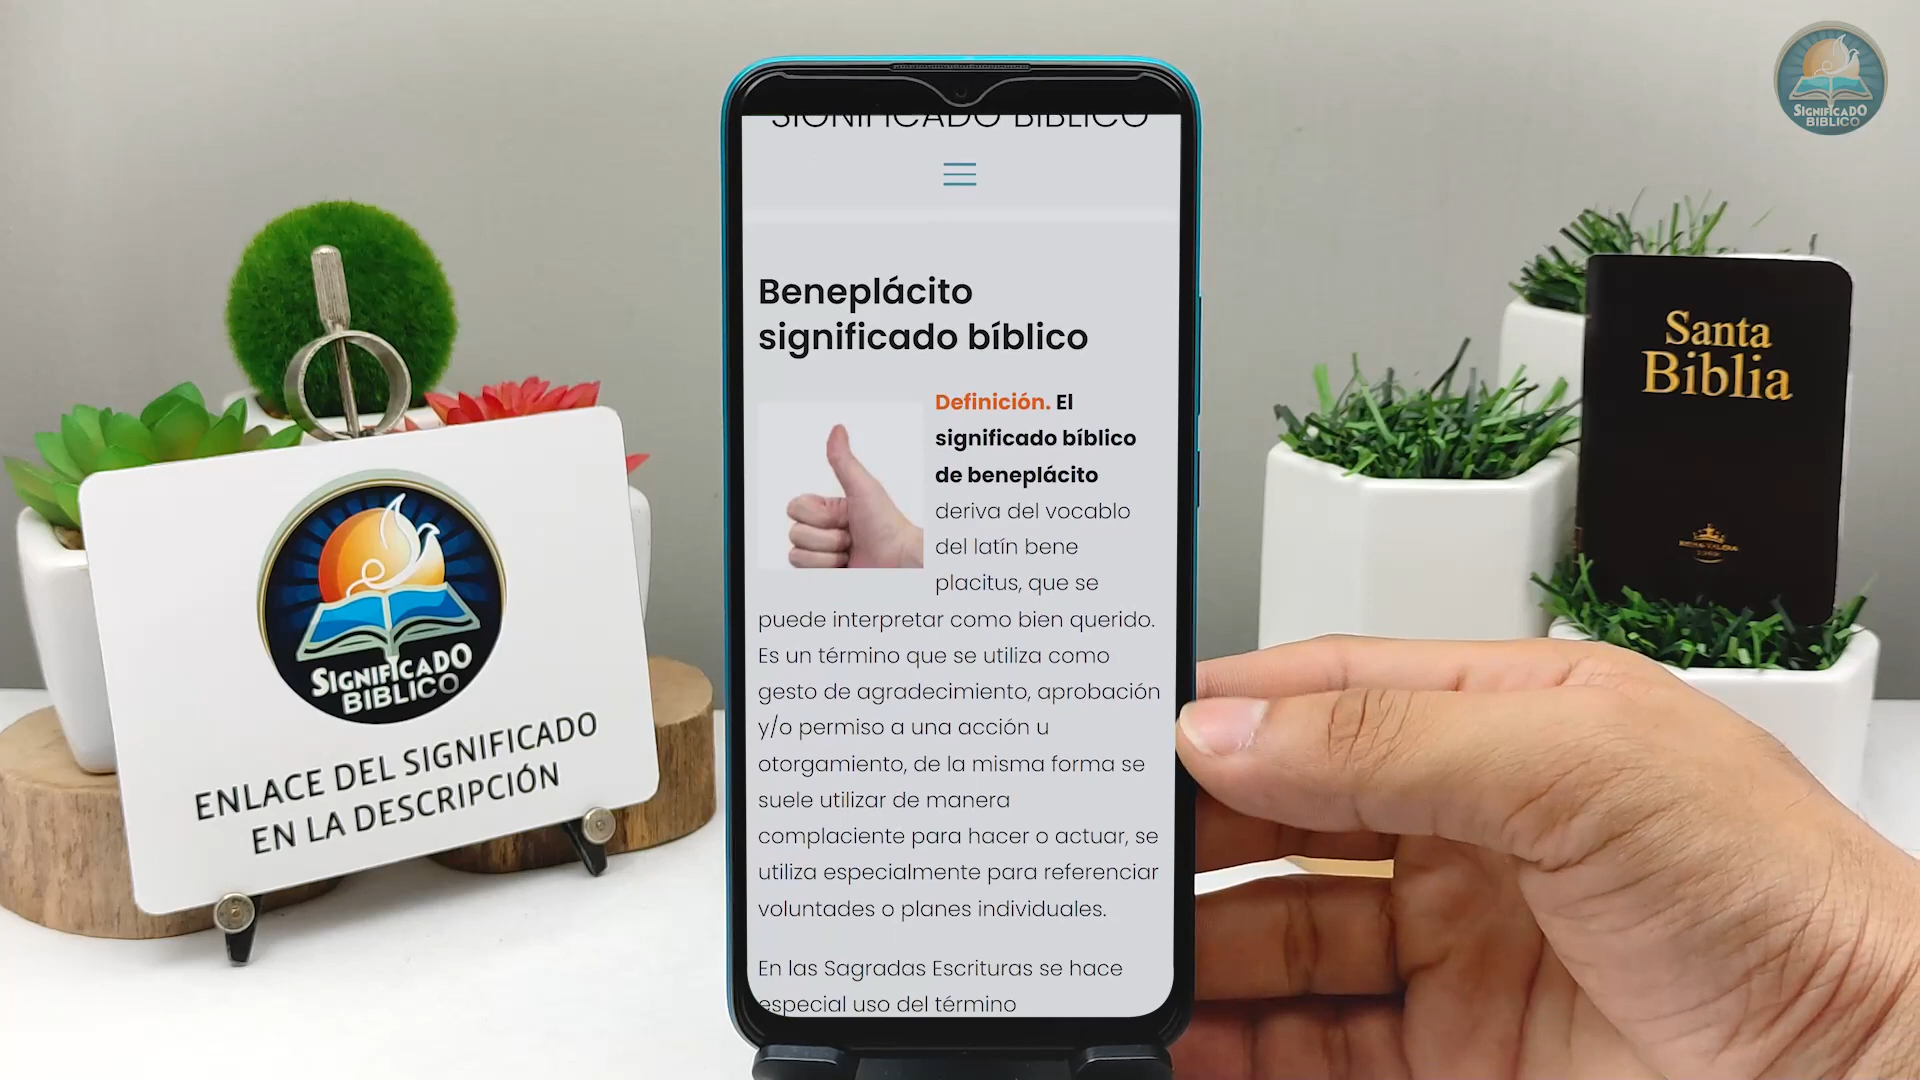 SIGNIFICADO BIBLICO
SIGNIFICADO BÍBLICO
Beneplácito
significado bíblico
Definición. El
significado bíblico
de beneplácito
deriva del vocablo
del latín bene
placitus, que se
puede interpretar como bien querido.
Es un término que se utiliza como
gesto de agradecimiento, aprobación
y/o permiso a una acción u
otorgamiento, de la misma forma se
suele utilizar de manera
complaciente para hacer o actuar, se
utiliza especialmente para referenciar
voluntades o planes individuales.
En las Sagradas Escrituras se hace
especial uso del término
SIGNIFICADO
BIBLICO
ENLACE DEL SIGNIFICADO
EN LA DESCRIPCIÓN
Santa
Biblia
REINA-VALERA